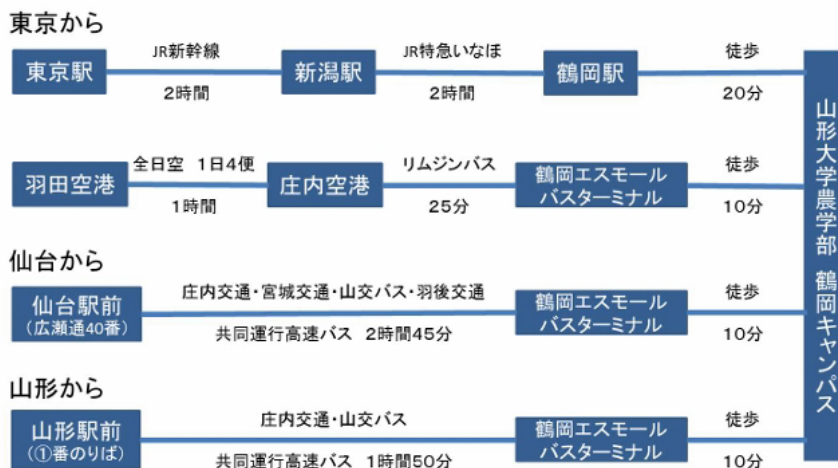 東京から
東京駅 JR新幹線 2時間 新潟駅 JR特急いなほ 2時間 鶴岡駅 徒歩 20分
羽田空港 全日空 1日4便 1時間 庄内空港 リムジンバス 25分 鶴岡エスモール バスターミナル 徒歩 10分
仙台から
仙台駅前 (広瀬通40番) 庄内交通・宮城交通・山交バス・羽後交通 共同運行高速バス 2時間45分 鶴岡エスモール バスターミナル 徒歩 10分
山形から
山形駅前 (①番のりば) 庄内交通・山交バス 共同運行高速バス 1時間50分 鶴岡エスモール バスターミナル 徒歩 10分
山形大学農学部 鶴岡キャンパス